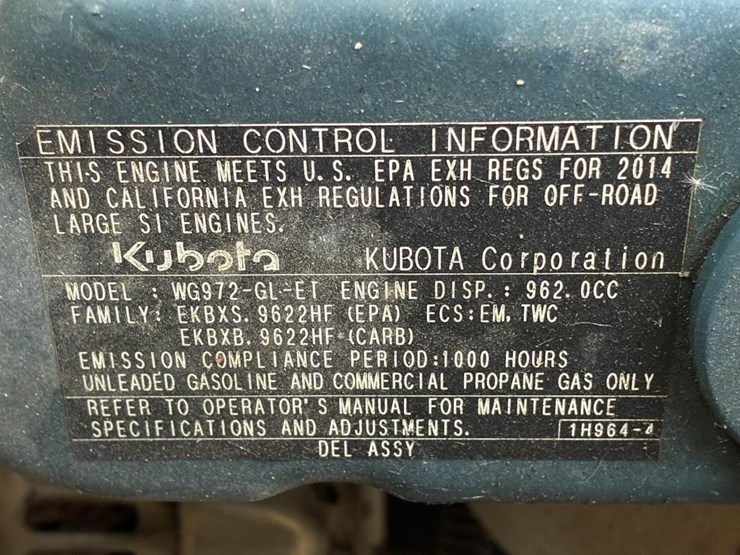 EMISSION CONTROL INFORMATION
THIS ENGINE MEETS U.S. EPA EXH REGS FOR 2014
AND CALIFORNIA EXH REGULATIONS FOR OFF-ROAD
LARGE SI ENGINES.
Kubota KUBOTA Corporation
MODEL : WG972-GL-E1 ENGINE DISP. : 962.0CC
FAMILY: EKBXS.9622HF (EPA) ECS:EM,TWC
EKBXB.9622HF (CARB)
EMISSION COMPLIANCE PERIOD:1000 HOURS
UNLEADED GASOLINE AND COMMERCIAL PROPANE GAS ONLY
REFER TO OPERATOR'S MANUAL FOR MAINTENANCE
SPECIFICATIONS AND ADJUSTMENTS. 1H964-4
DEL ASSY